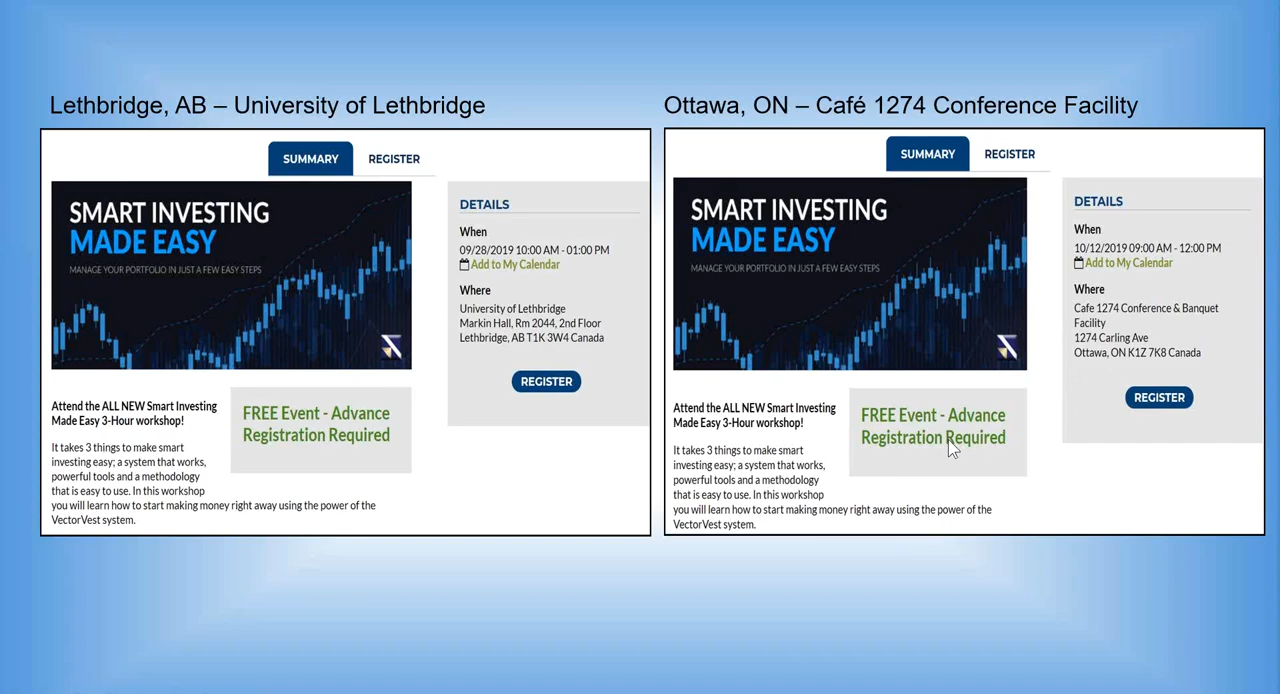 Lethbridge, AB – University of Lethbridge
SUMMARY
REGISTER
SMART INVESTING
MADE EASY
MANAGE YOUR PORTFOLIO IN JUST A FEW EASY STEPS
DETAILS
When
09/28/2019 10:00 AM - 01:00 PM
Add to My Calendar
Where
University of Lethbridge
Markin Hall, Rm 2044, 2nd Floor
Lethbridge, AB T1K 3W4 Canada
REGISTER
Attend the ALL NEW Smart Investing
Made Easy 3-Hour workshop!
FREE Event - Advance
Registration Required
It takes 3 things to make smart
investing easy; a system that works,
powerful tools and a methodology
that is easy to use. In this workshop
you will learn how to start making money right away using the power of the
VectorVest system.
Ottawa, ON – Café 1274 Conference Facility
SUMMARY
REGISTER
SMART INVESTING
MADE EASY
MANAGE YOUR PORTFOLIO IN JUST A FEW EASY STEPS
DETAILS
When
10/12/2019 09:00 AM - 12:00 PM
Add to My Calendar
Where
Cafe 1274 Conference & Banquet
Facility
1274 Carling Ave
Ottawa, ON K1Z 7K8 Canada
REGISTER
Attend the ALL NEW Smart Investing
Made Easy 3-Hour workshop!
FREE Event - Advance
Registration Required
It takes 3 things to make smart
investing easy; a system that works,
powerful tools and a methodology
that is easy to use. In this workshop
you will learn how to start making money right away using the power of the
VectorVest system.